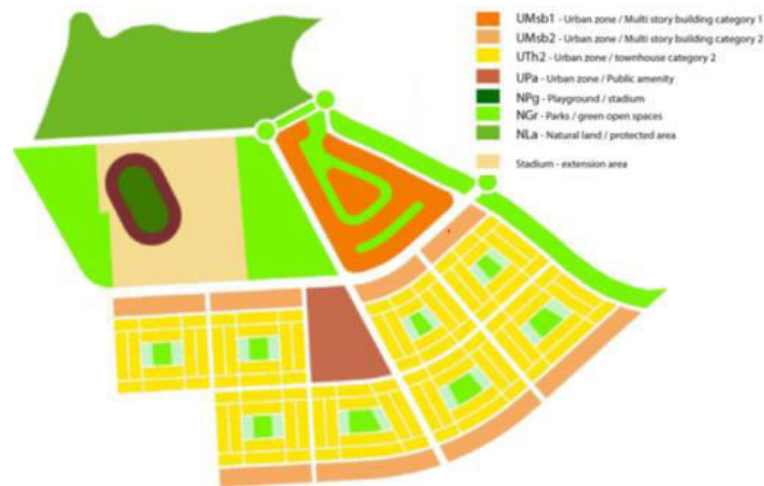 UMsb1 - Urban zone / Multi story building category 1
UMsb2 - Urban zone / Multi story building category 2
UTh2 - Urban zone / townhouse category 2
UPa - Urban zone / Public amenity
NPg - Playground / stadium
NGr - Parks / green open spaces
NLa - Natural land / protected area
Stadium - extension area